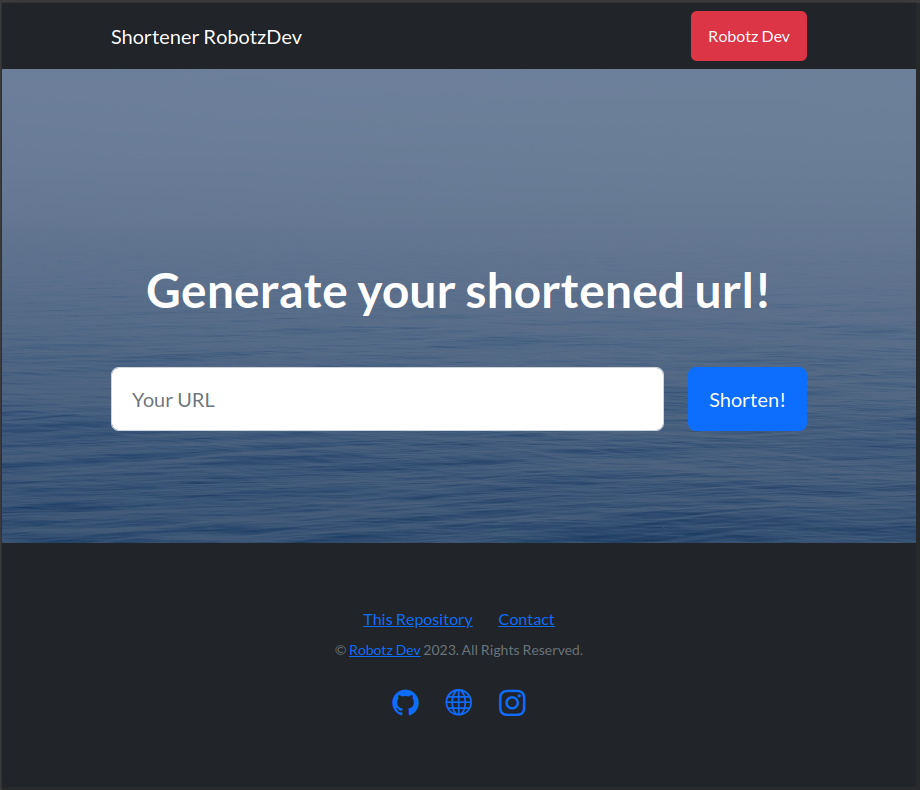 Shortener RobotzDev
Robotz Dev
Generate your shortened url!
Your URL
Shorten!
This Repository Contact
© Robotz Dev 2023. All Rights Reserved.